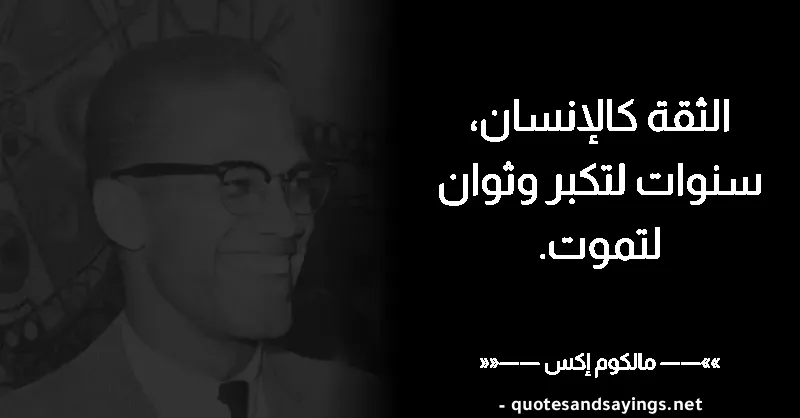 الثقة كالإنسان،
سنوات لتكبر وثوان
لتموت.
»»—— مالكوم إكس ——««
- quotesandsayings.net